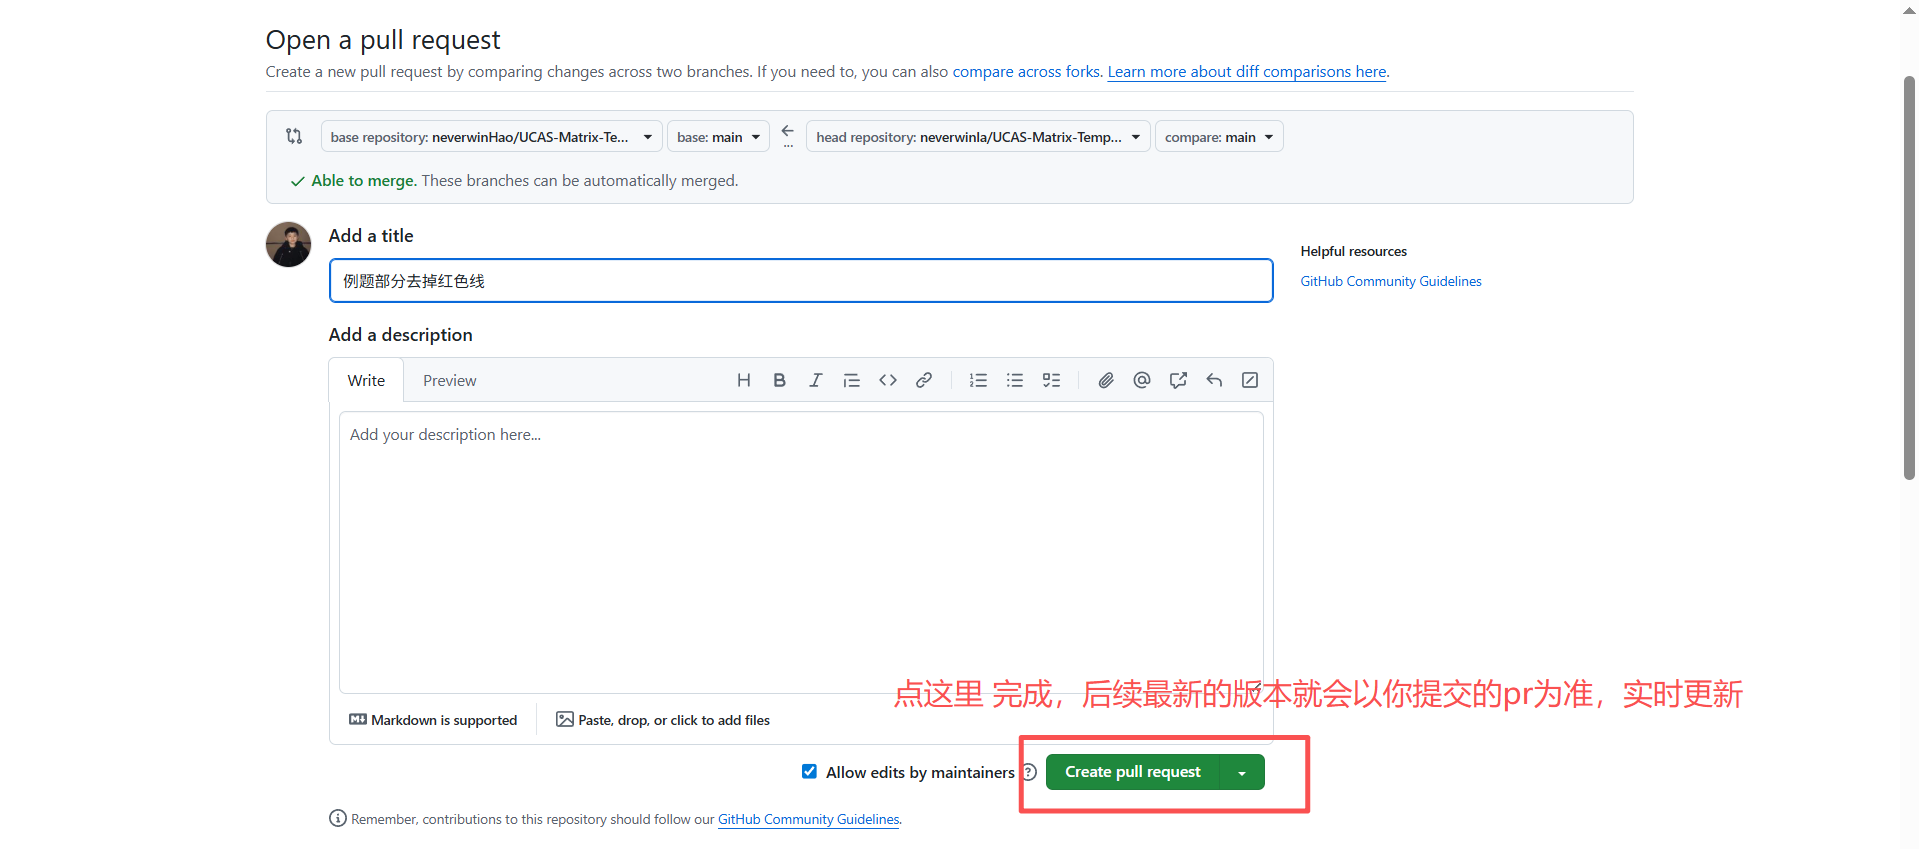 Open a pull request
Create a new pull request by comparing changes across two branches. If you need to, you can also compare across forks. Learn more about diff comparisons here.
base repository: neverwinHao/UCAS-Matrix-Te... base: main head repository: neverwinla/UCAS-Matrix-Temp... compare: main
Able to merge. These branches can be automatically merged.
Add a title
例题部分去掉红色线
Helpful resources
GitHub Community Guidelines
Add a description
Write Preview
Add your description here...
点这里 完成，后续最新的版本就会以你提交的pr为准，实时更新
Markdown is supported
Paste, drop, or click to add files
Allow edits by maintainers
Create pull request
Remember, contributions to this repository should follow our GitHub Community Guidelines.